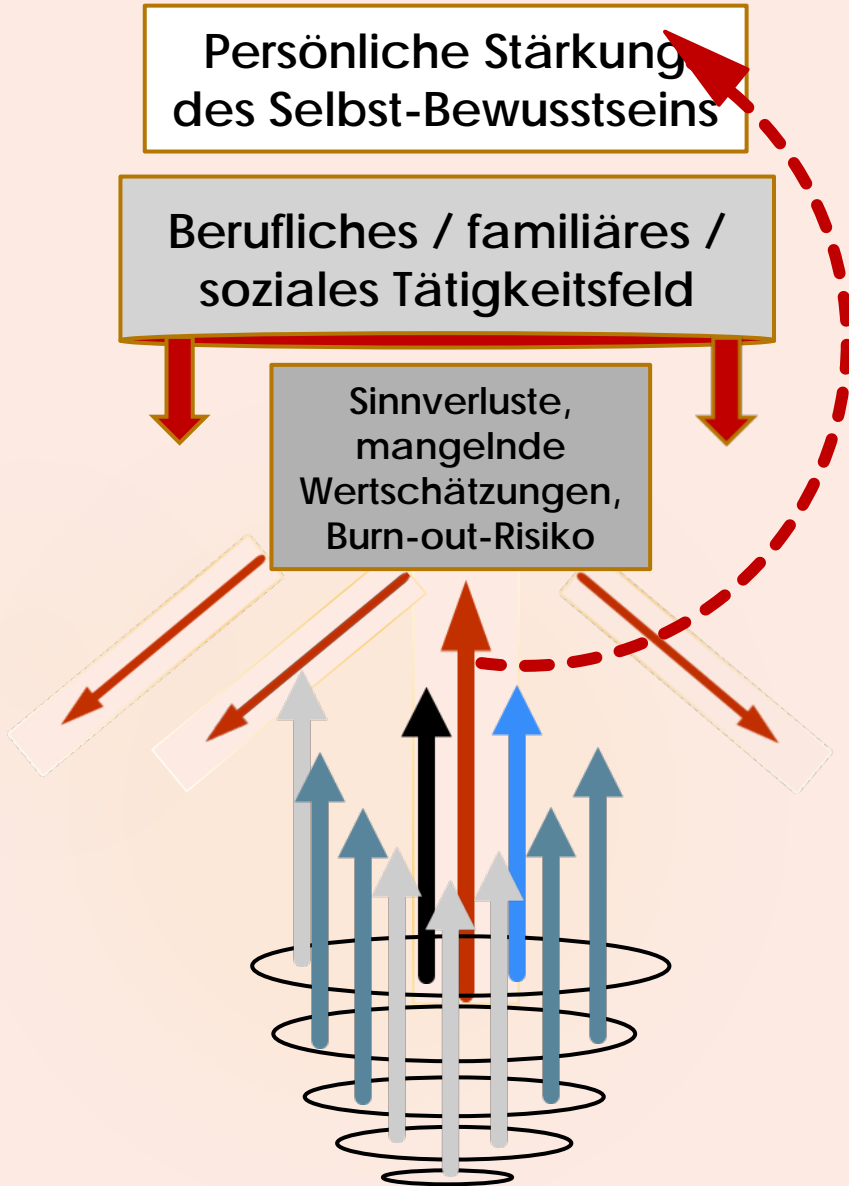 Persönliche Stärkung
des Selbst-Bewusstseins
Berufliches / familiäres /
soziales Tätigkeitsfeld
Sinnverluste,
mangelnde
Wertschätzungen,
Burn-out-Risiko